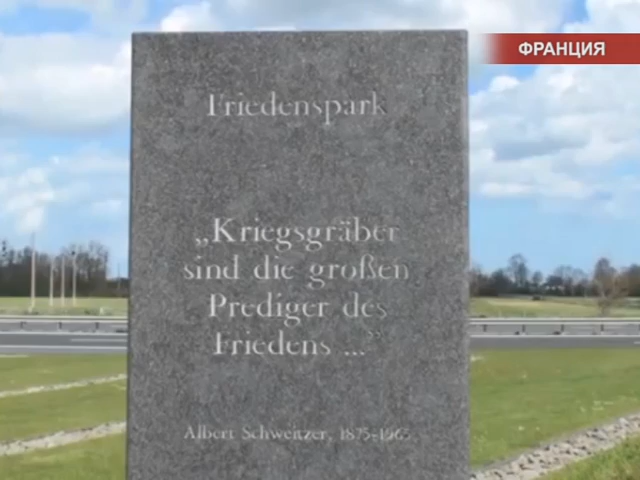 ФРАНЦИЯ
Friedenspark
„Kriegsgräber
sind die großen
Prediger des
Friedens ...”
Albert Schweitzer, 1875-1965